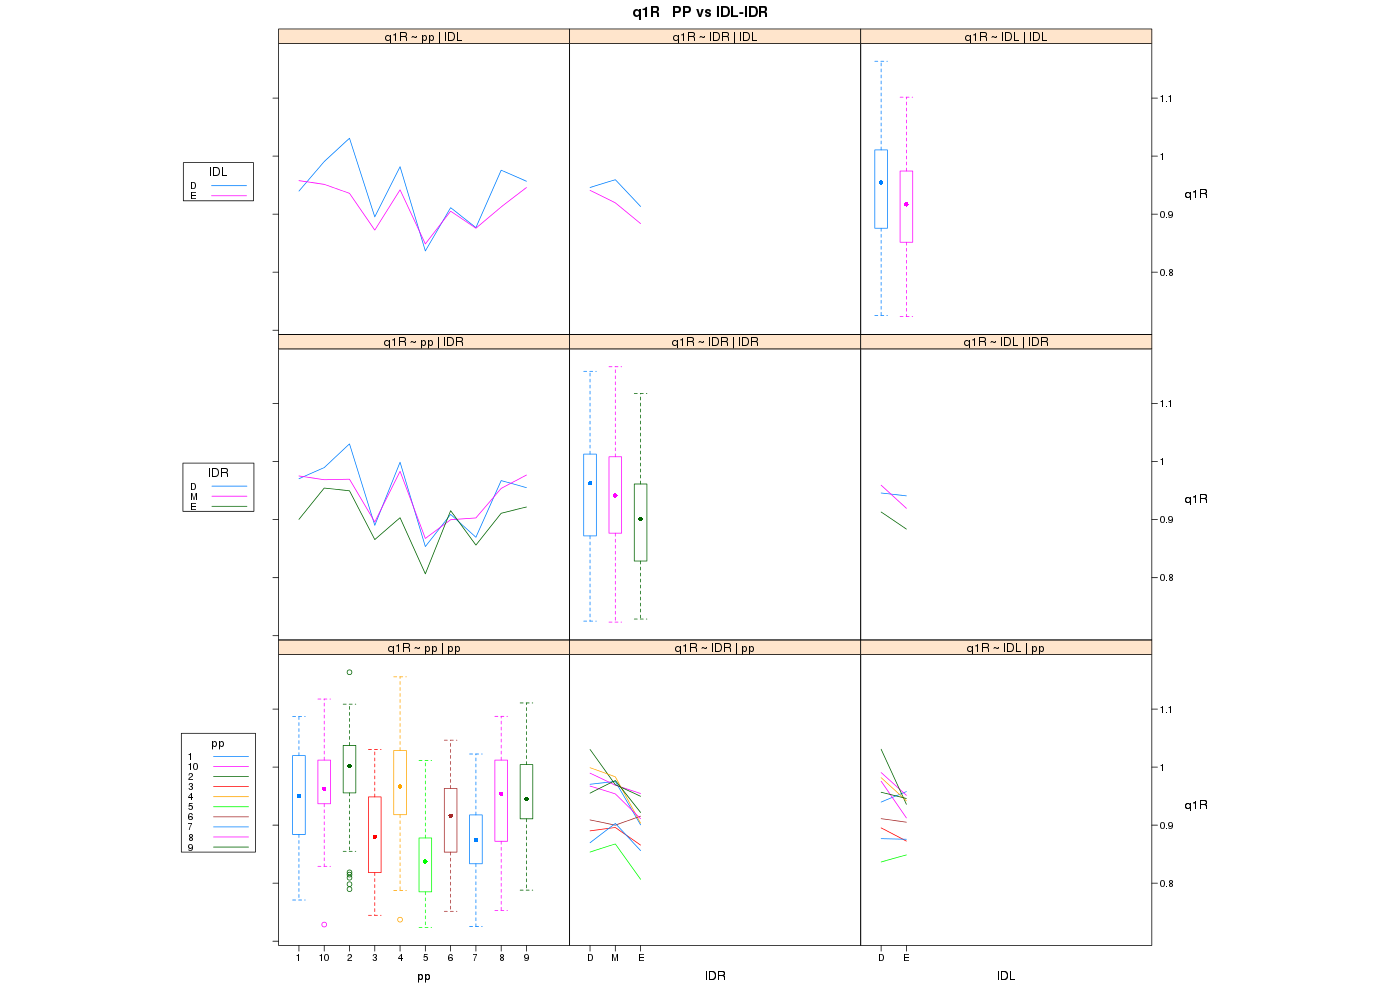 q1R   PP vs IDL-IDR
q1R ~ pp | IDL
q1R ~ IDR | IDL
q1R ~ IDL | IDL
IDL
D
E
1.1
1
0.9
0.8
q1R
q1R ~ pp | IDR
q1R ~ IDR | IDR
q1R ~ IDL | IDR
IDR
D
M
E
1.1
1
0.9
0.8
q1R
q1R ~ pp | pp
q1R ~ IDR | pp
q1R ~ IDL | pp
pp
1
10
2
3
4
5
6
7
8
9
1.1
1
0.9
0.8
q1R
1 10 2 3 4 5 6 7 8 9
D M E
D E
pp
IDR
IDL